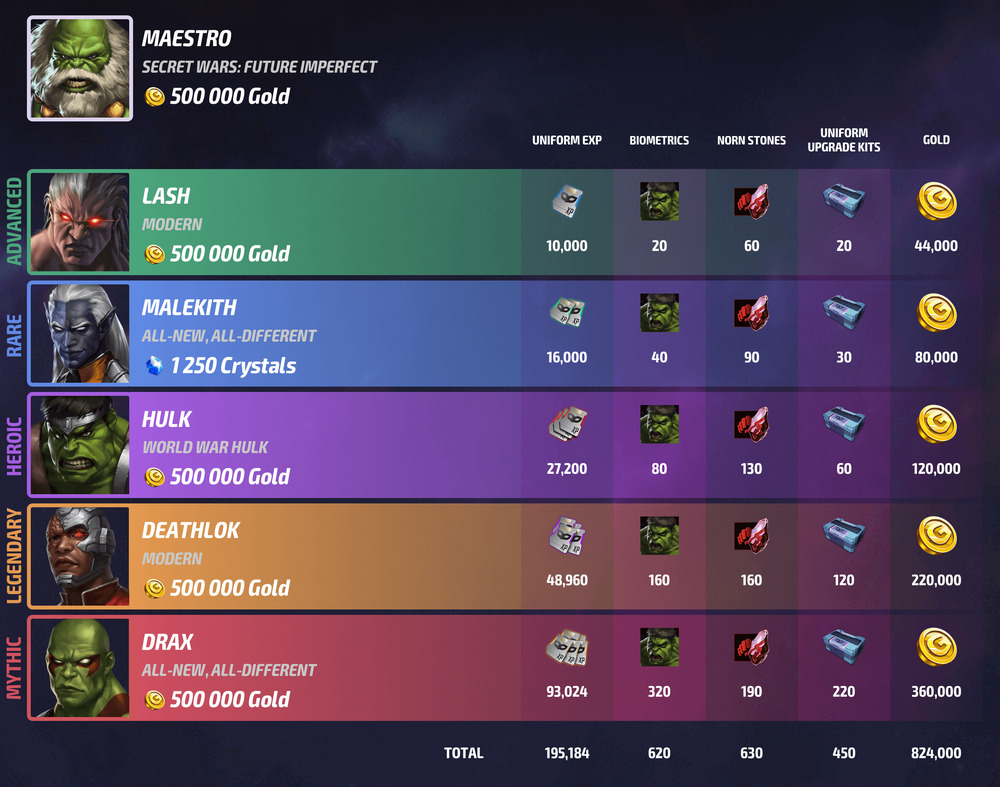 MAESTRO
SECRET WARS: FUTURE IMPERFECT
500 000 Gold
UNIFORM EXP BIOMETRICS NORN STONES UNIFORM UPGRADE KITS GOLD
ADVANCED
LASH
MODERN
500 000 Gold
10,000 20 60 20 44,000
RARE
MALEKITH
ALL-NEW, ALL-DIFFERENT
1 250 Crystals
16,000 40 90 30 80,000
HEROIC
HULK
WORLD WAR HULK
500 000 Gold
27,200 80 130 60 120,000
LEGENDARY
DEATHLOK
MODERN
500 000 Gold
48,960 160 160 120 220,000
MYTHIC
DRAX
ALL-NEW, ALL-DIFFERENT
500 000 Gold
93,024 320 190 220 360,000
TOTAL 195,184 620 630 450 824,000